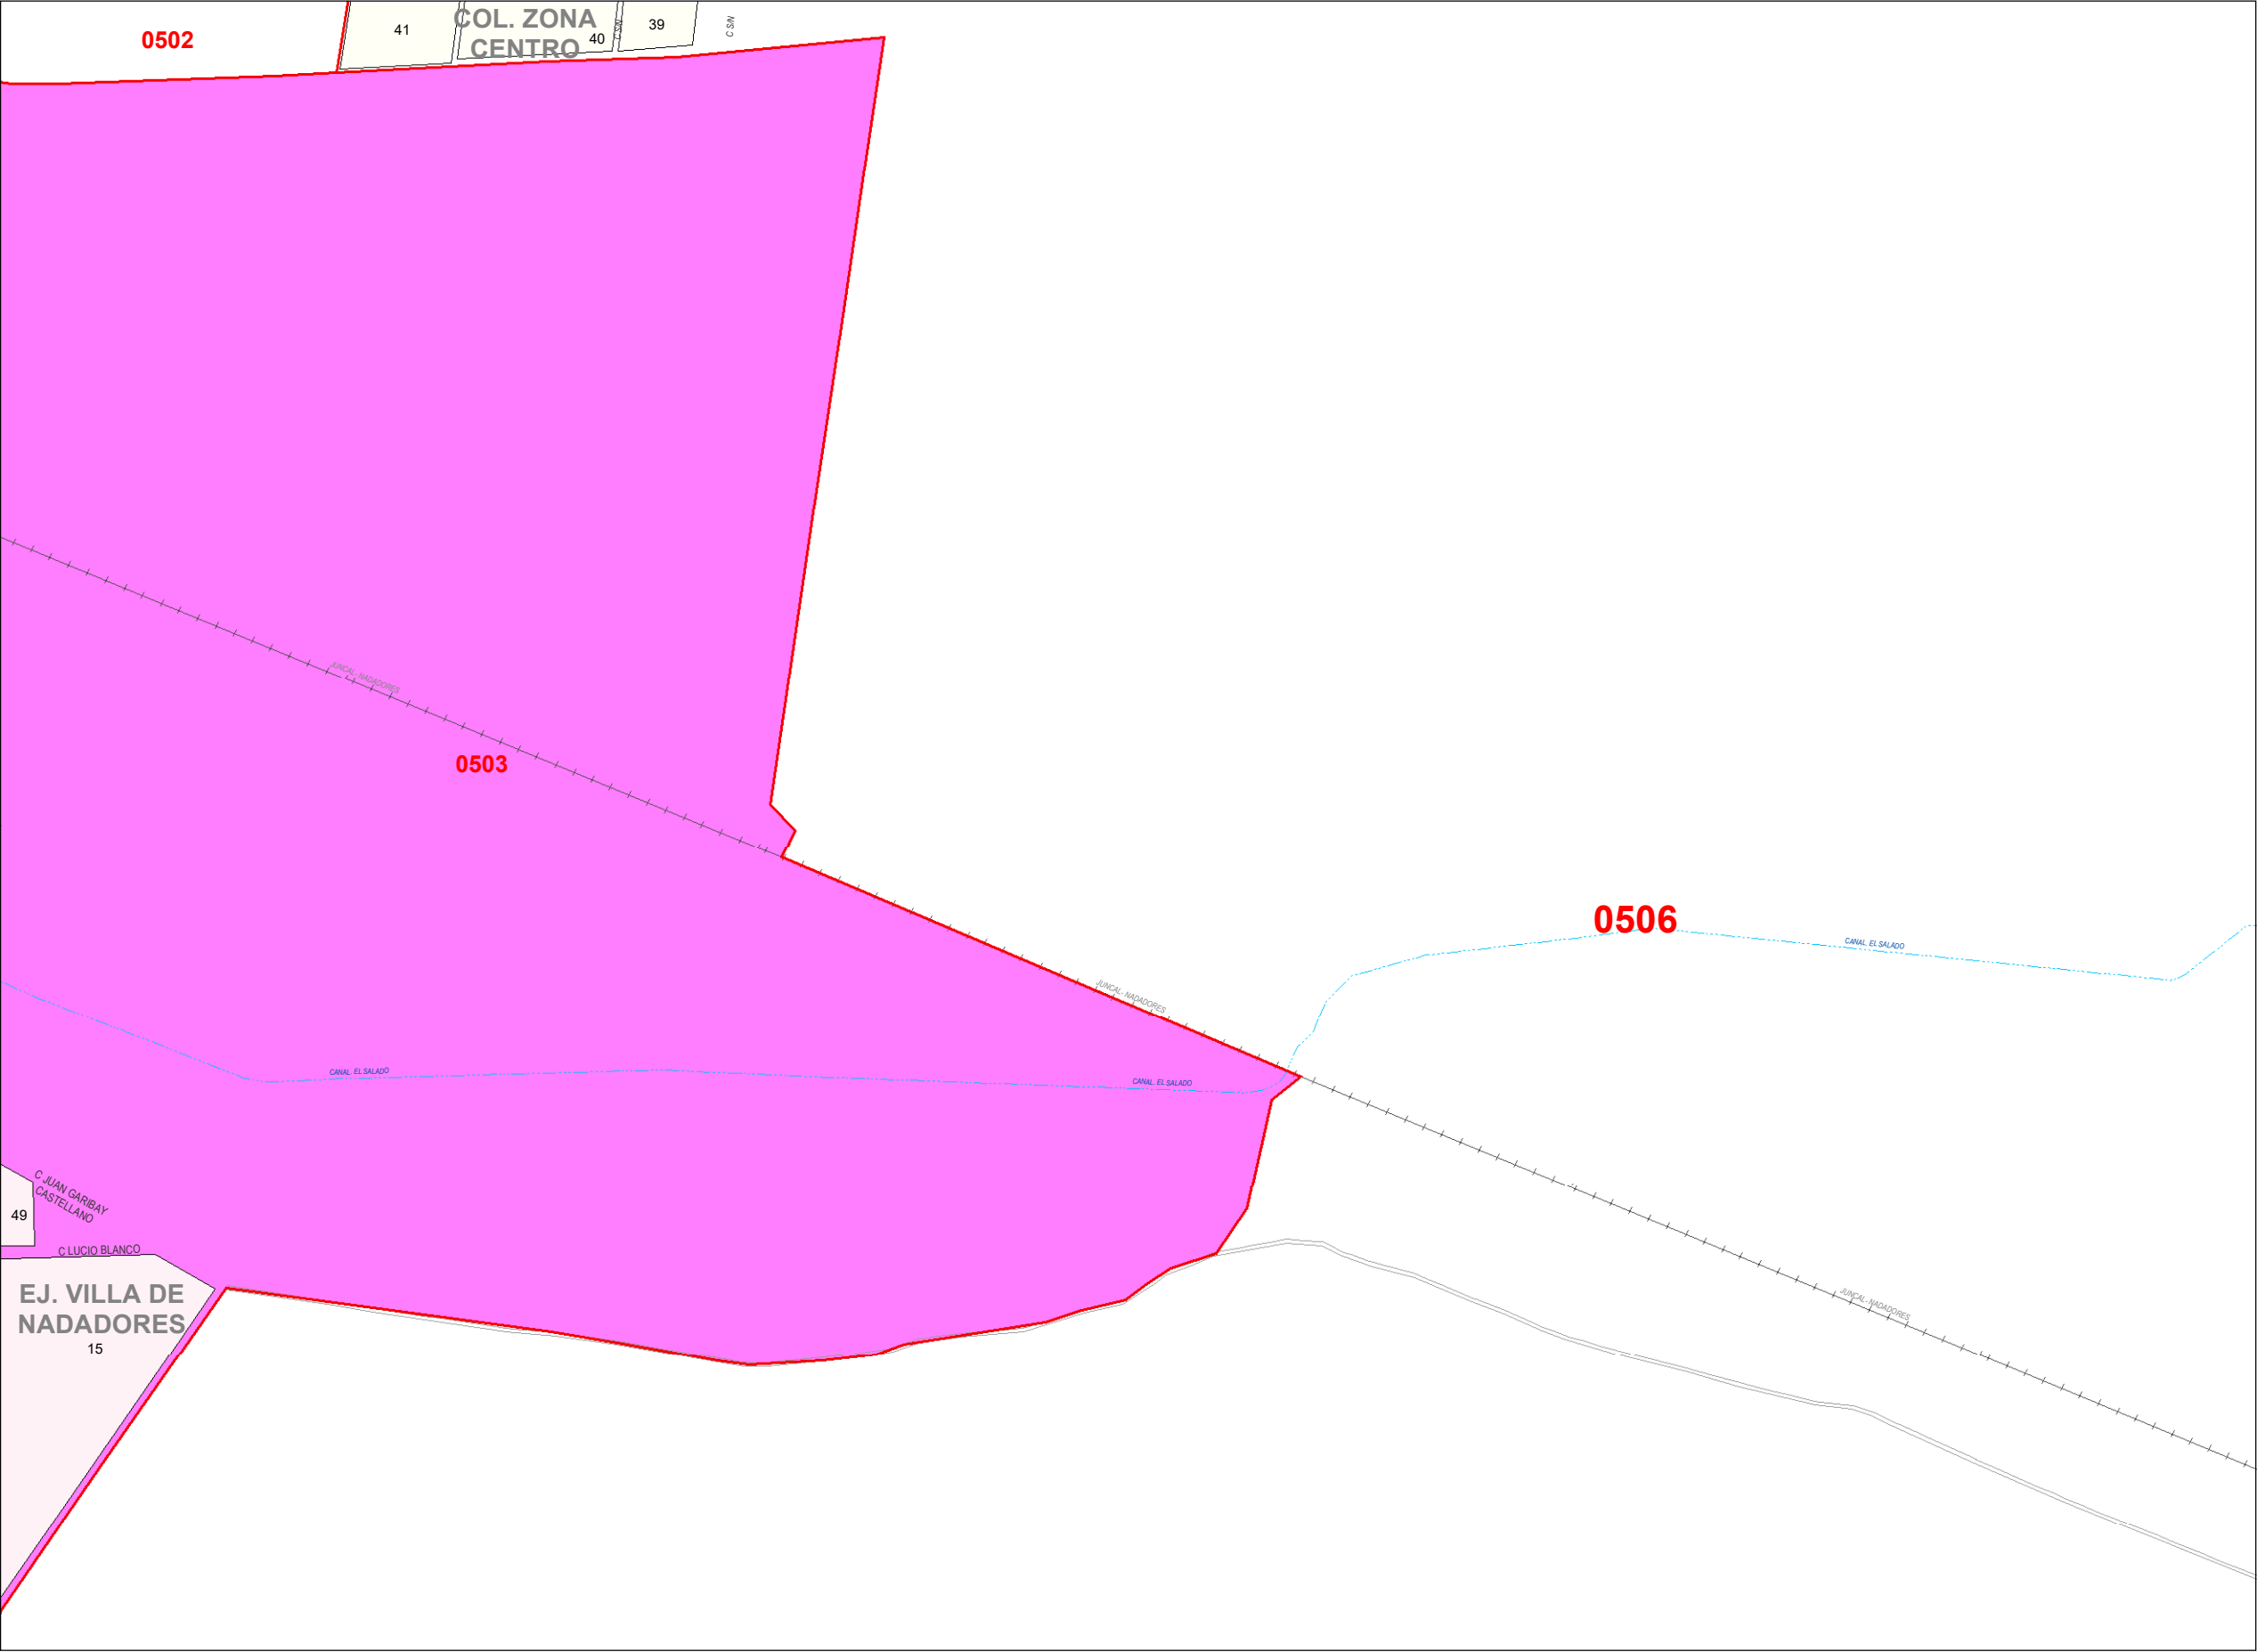 COL. ZONA
CENTRO
0502
41
40
39
C S/N
C S/N
JUNCAL- NADADORES
0503
0506
CANAL. EL SALADO
JUNCAL- NADADORES
CANAL. EL SALADO
CANAL. EL SALADO
C JUAN GARIBAY
CASTELLANO
49
C LUCIO BLANCO
EJ. VILLA DE
NADADORES
15
JUNCAL- NADADORES